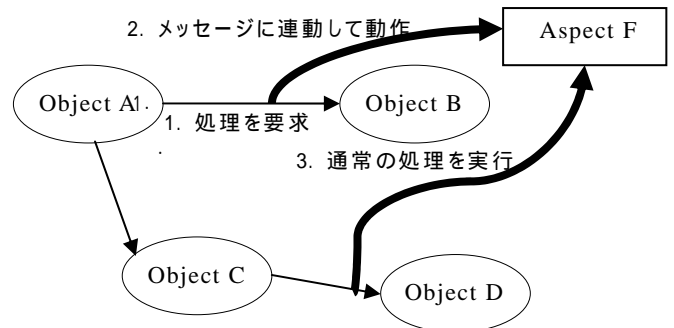 2. メッセージに連動して動作
Aspect F
Object A1.
Object B
1. 処理を要求
.
3. 通常の処理を実行
Object C
Object D